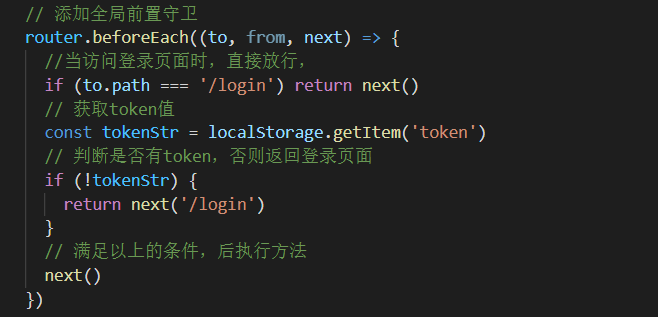 // 添加全局前置守卫
router.beforeEach((to, from, next) => {
  //当访问登录页面时，直接放行，
  if (to.path === '/login') return next()
  // 获取token值
  const tokenStr = localStorage.getItem('token')
  // 判断是否有token，否则返回登录页面
  if (!tokenStr) {
    return next('/login')
  }
  // 满足以上的条件，后执行方法
  next()
})